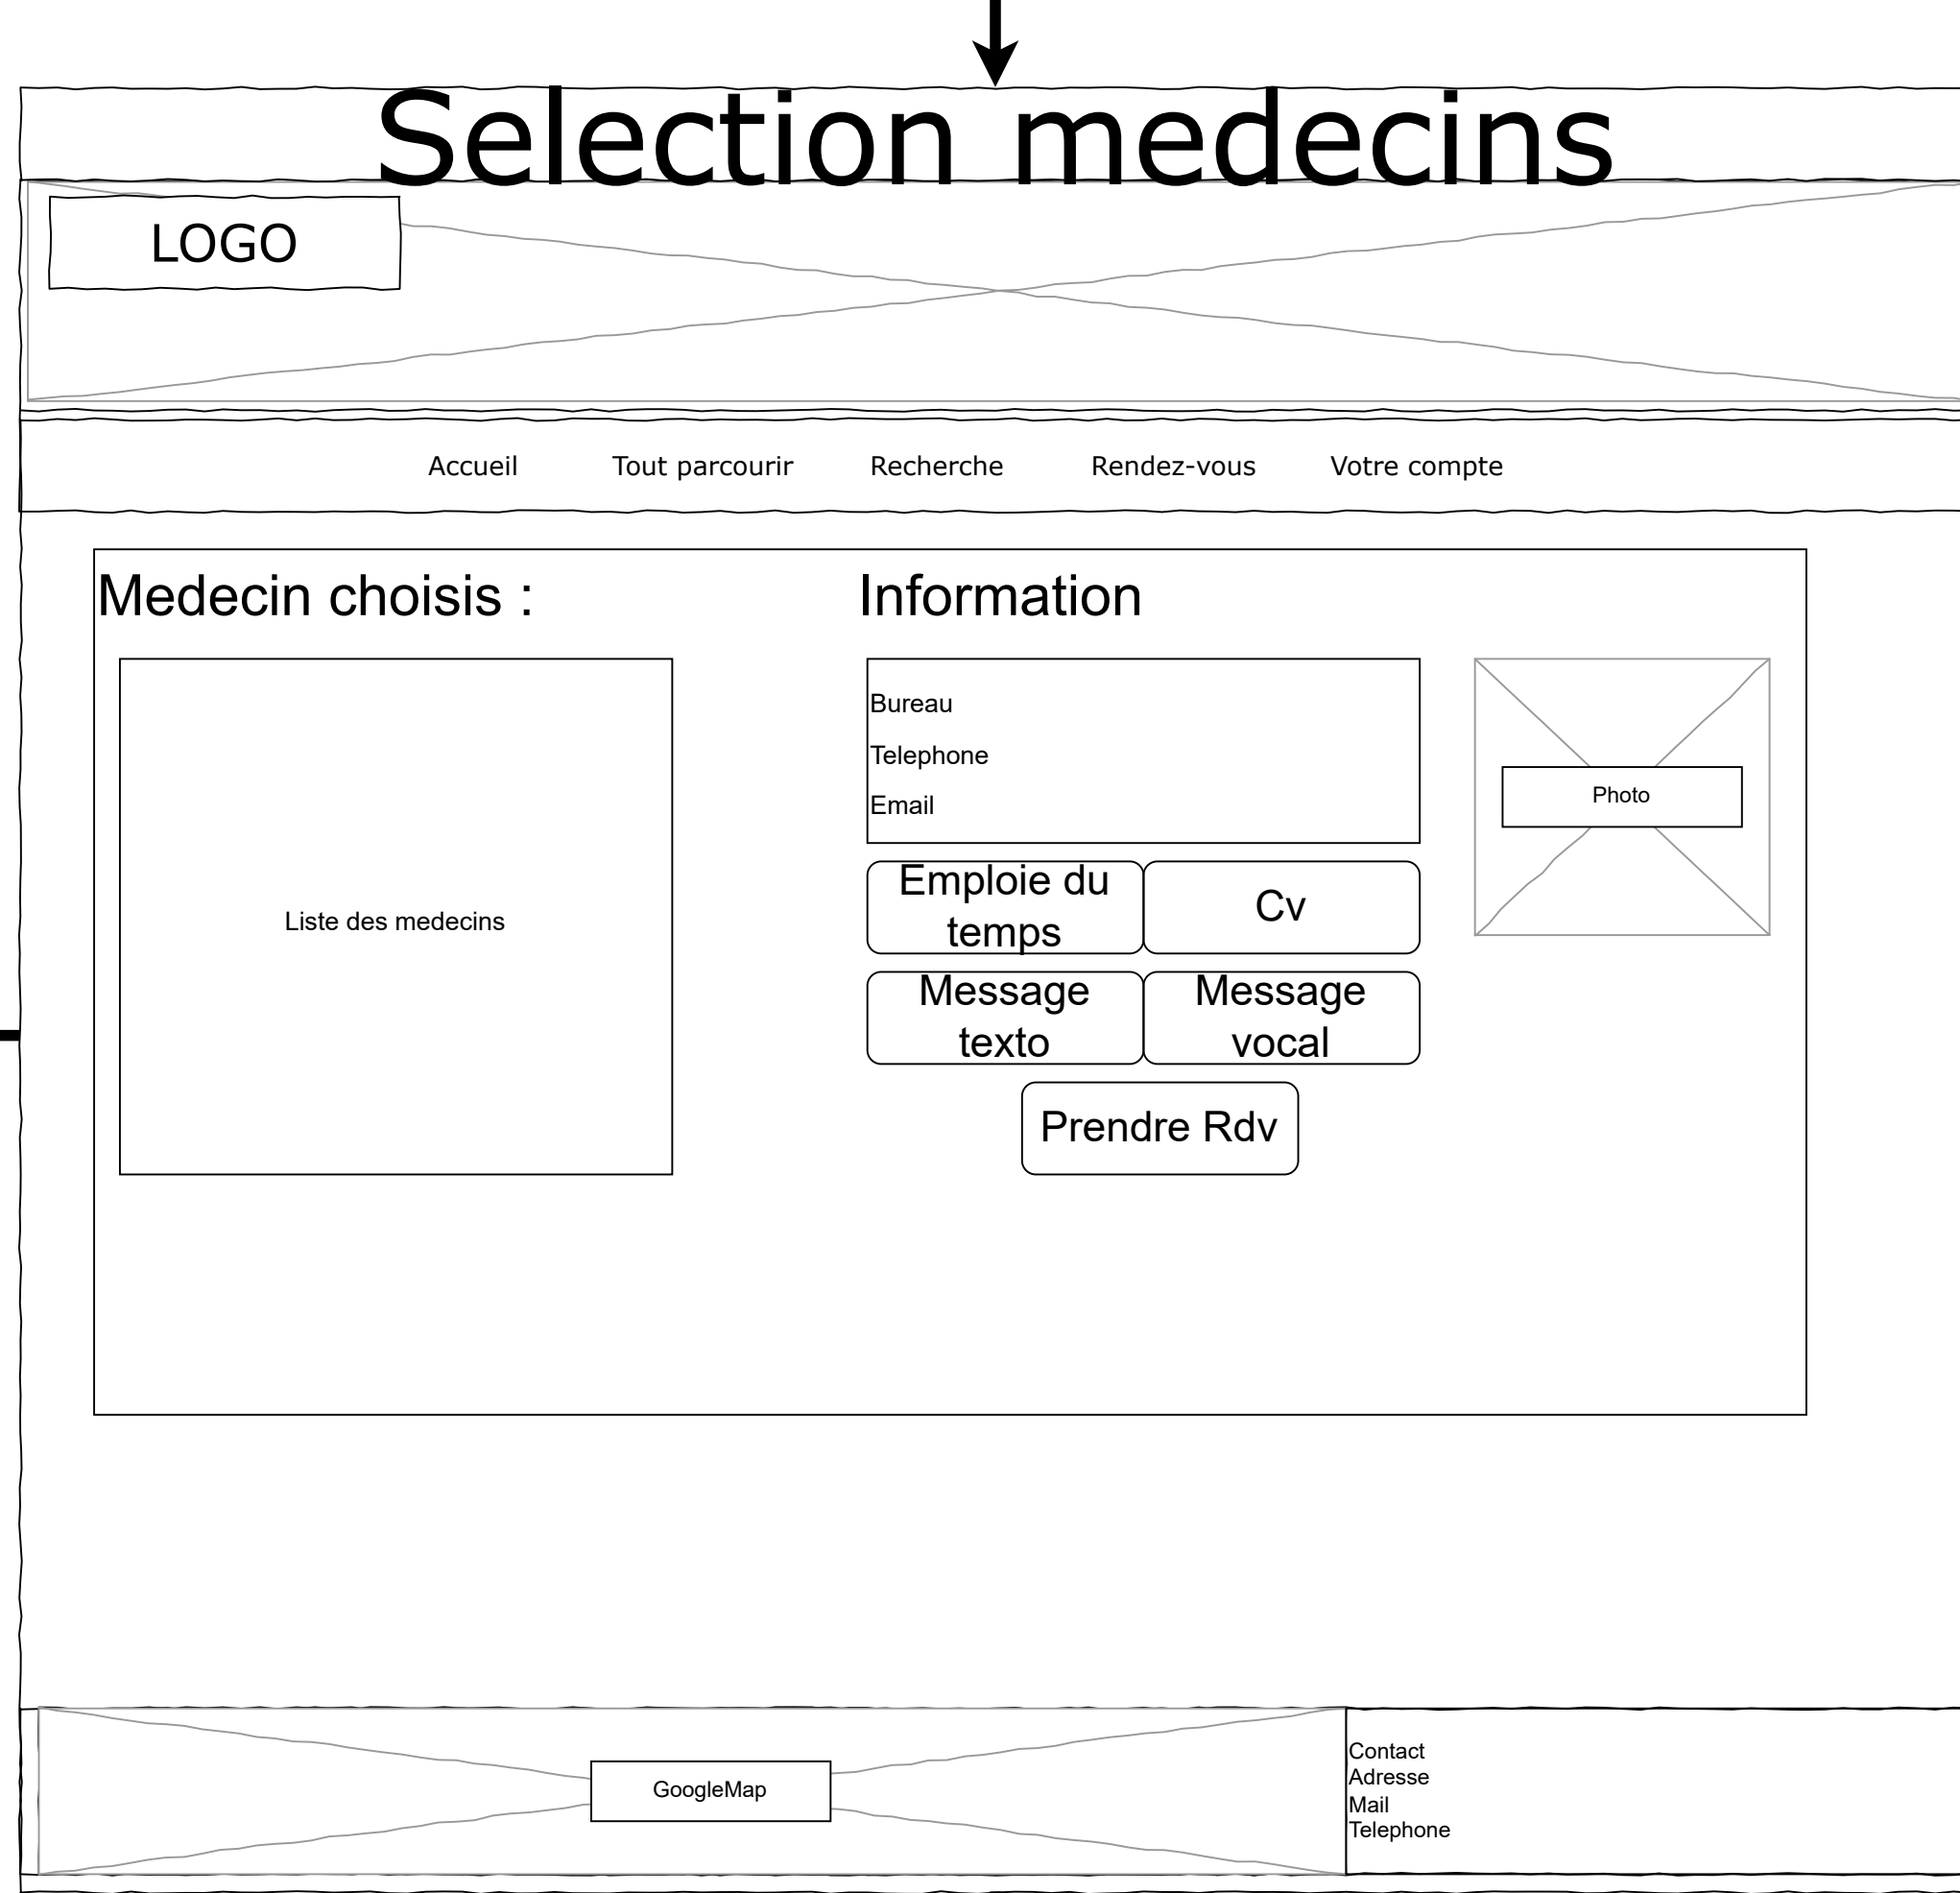 Selection medecins
LOGO
Accueil
Tout parcourir
Recherche
Rendez-vous
Votre compte
Medecin choisis :
Liste des medecins
Information
Bureau
Telephone
Email
Photo
Emploie du
temps
Cv
Message
texto
Message
vocal
Prendre Rdv
GoogleMap
Contact
Adresse
Mail
Telephone